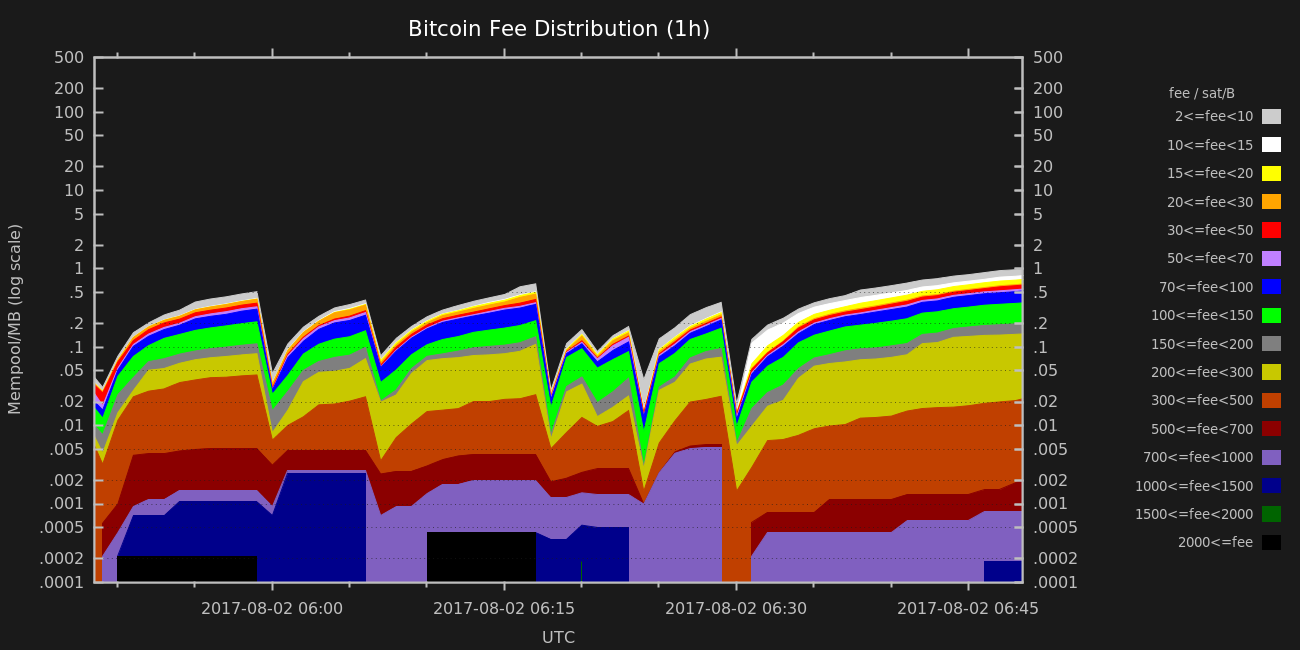 Bitcoin Fee Distribution (1h)
Mempool/MB (log scale)
500
200
100
50
20
10
5
2
1
.5
.2
.1
.05
.02
.01
.005
.002
.001
.0005
.0002
.0001
500
200
100
50
20
10
5
2
1
.5
.2
.1
.05
.02
.01
.005
.002
.001
.0005
.0002
.0001
2017-08-02 06:00
2017-08-02 06:15
2017-08-02 06:30
2017-08-02 06:45
UTC
fee / sat/B
2<=fee<10
10<=fee<15
15<=fee<20
20<=fee<30
30<=fee<50
50<=fee<70
70<=fee<100
100<=fee<150
150<=fee<200
200<=fee<300
300<=fee<500
500<=fee<700
700<=fee<1000
1000<=fee<1500
1500<=fee<2000
2000<=fee